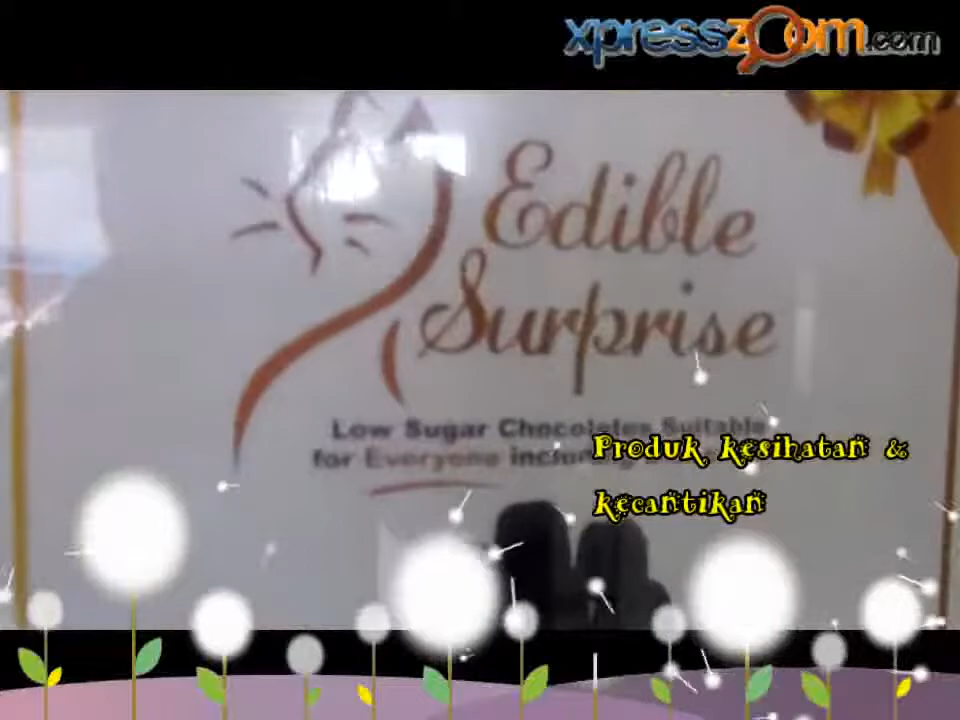 xpresszoom.com
Edible
Surprise
Low Sugar Chocolates Suitable
for Everyone
Produk kesihatan &
kecantikan